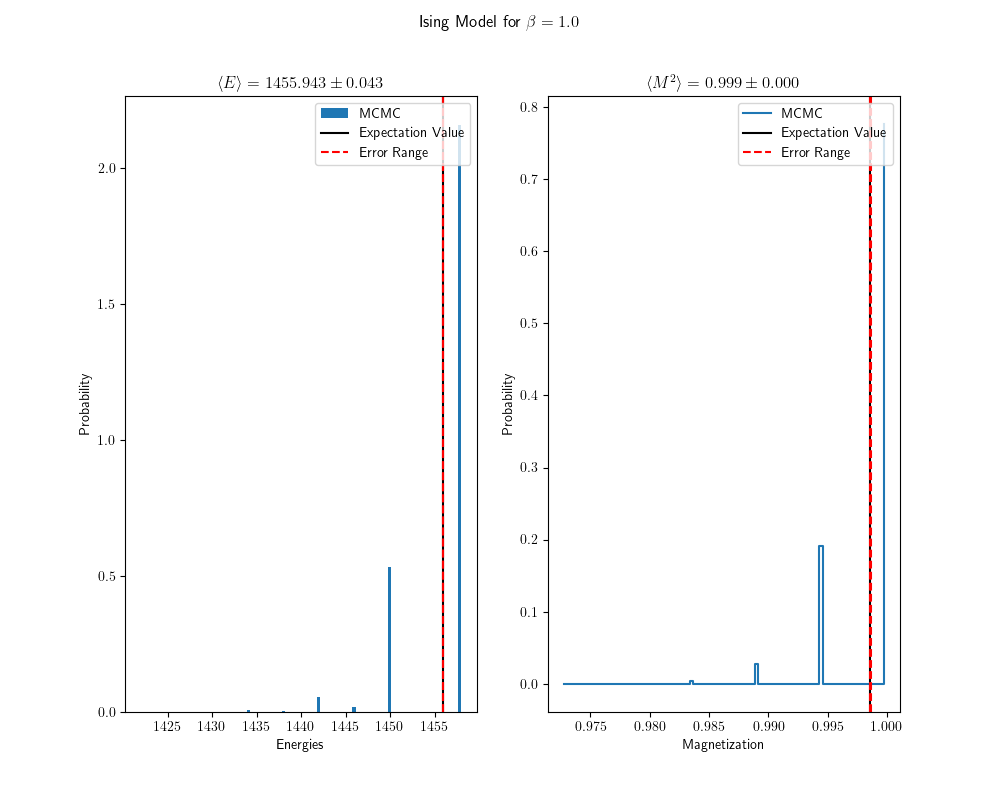 Ising Model for β = 1.0
⟨E⟩ = 1455.943 ± 0.043
MCMC
Expectation Value
Error Range
2.0
1.5
1.0
0.5
0.0
Probability
1425 1430 1435 1440 1445 1450 1455
Energies
⟨M²⟩ = 0.999 ± 0.000
MCMC
Expectation Value
Error Range
0.8
0.7
0.6
0.5
0.4
0.3
0.2
0.1
0.0
Probability
0.975 0.980 0.985 0.990 0.995 1.000
Magnetization